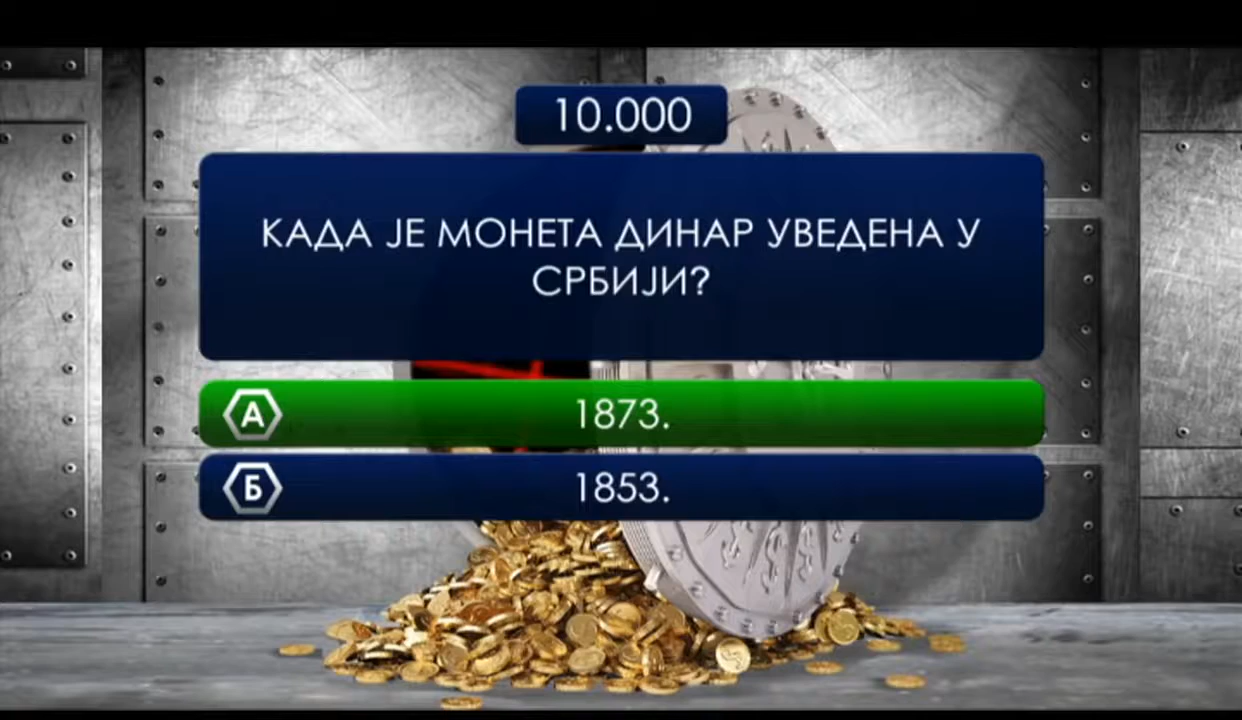 10.000
КАДА ЈЕ МОНЕТА ДИНАР УВЕДЕНА У
СРБИЈИ?
А 1873.
Б 1853.